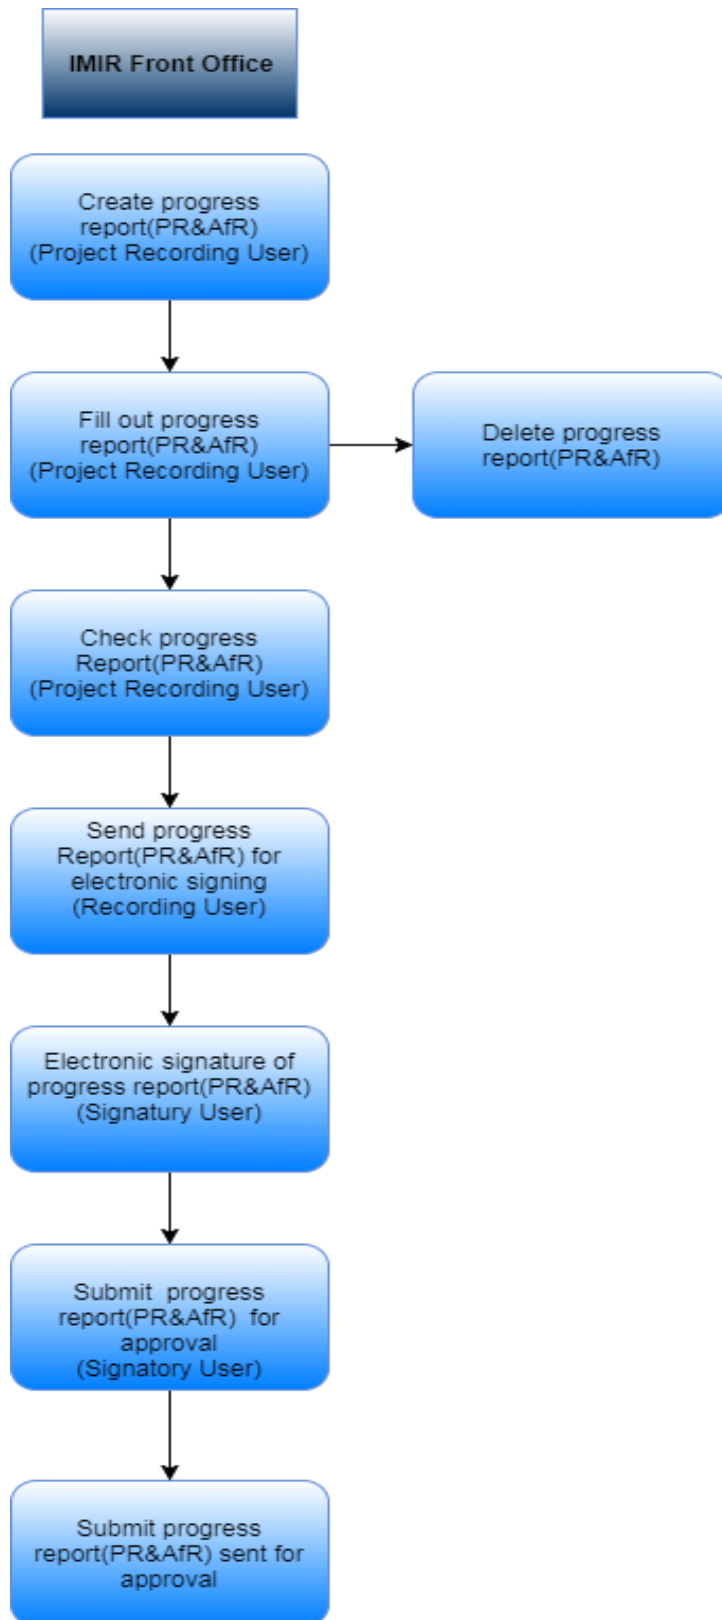 IMIR Front Office
Create progress
report(PR&AfR)
(Project Recording User)
Fill out progress
report(PR&AfR)
(Project Recording User)
Delete progress
report(PR&AfR)
Check progress
Report(PR&AfR)
(Project Recording User)
Send progress
Report(PR&AfR) for
electronic signing
(Recording User)
Electronic signature of
progress report(PR&AfR)
(Signatury User)
Submit  progress
report(PR&AfR)  for
approval
(Signatory User)
Submit progress
report(PR&AfR) sent for
approval